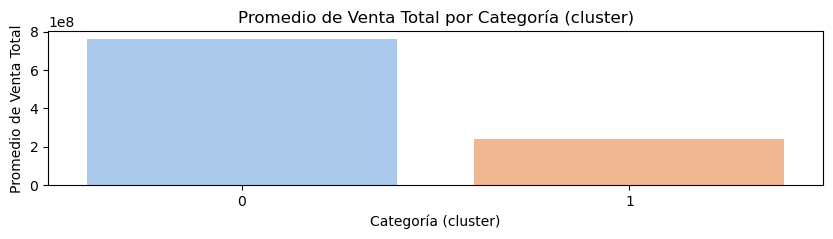 Promedio de Venta Total por Categoría (cluster)
1e8
Promedio de Venta Total
8
6
4
2
0
0 1
Categoría (cluster)